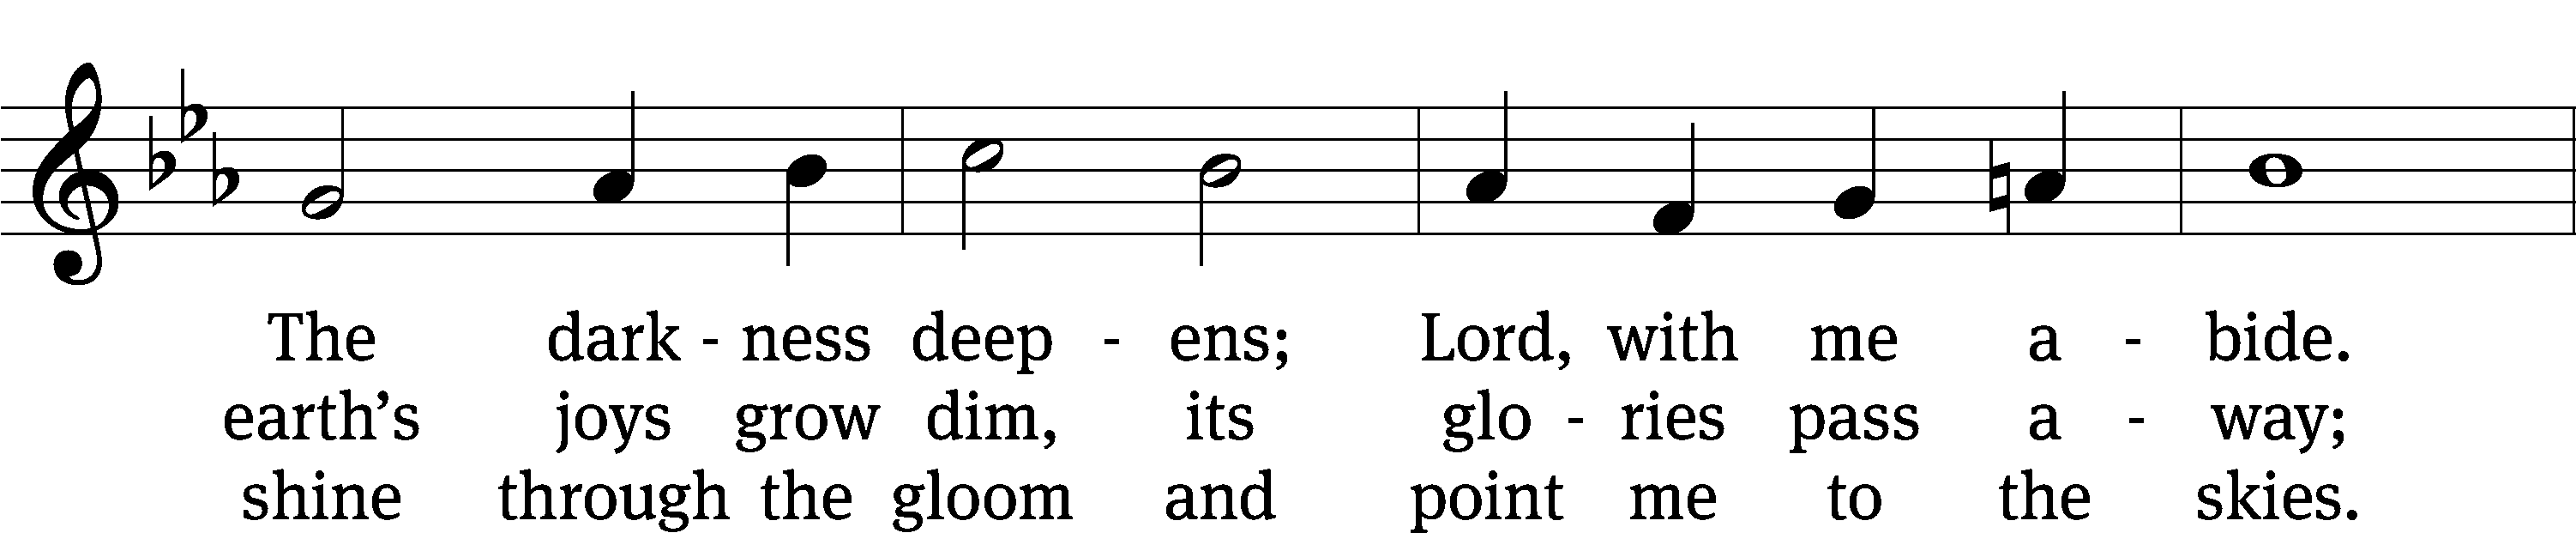 The dark - ness deep - ens; Lord, with me a - bide.
earth’s joys grow dim, its glo - ries pass a - way;
shine through the gloom and point me to the skies.